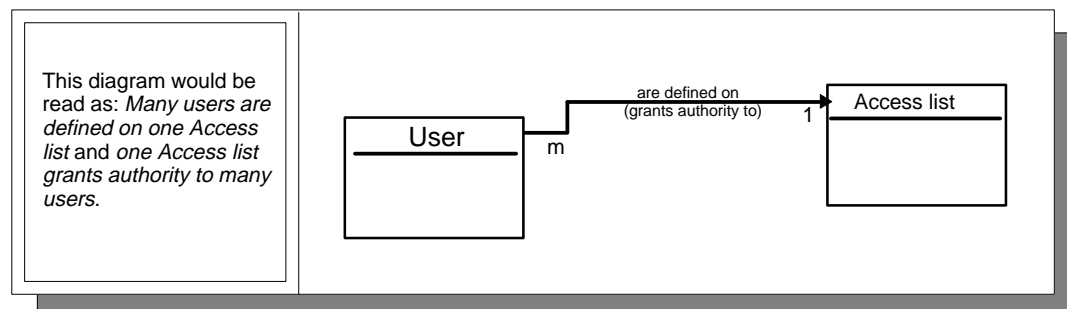 This diagram would be
read as: Many users are
defined on one Access
list and one Access list
grants authority to many
users.
User
m
are defined on
(grants authority to)
1
Access list